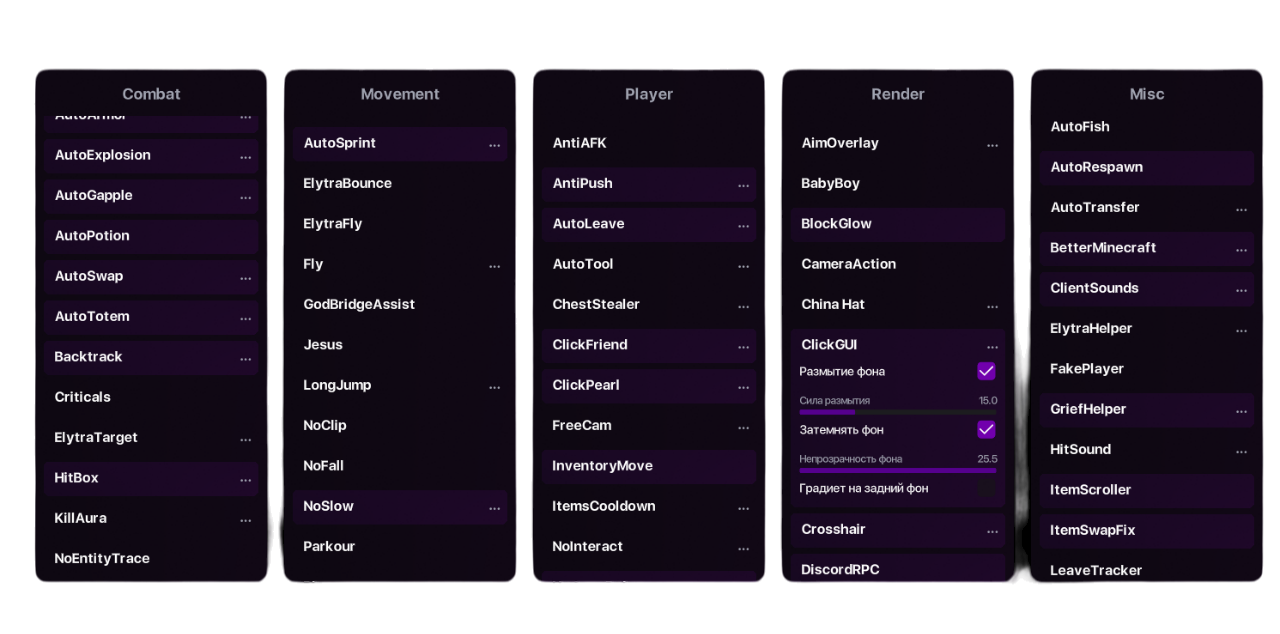 Combat
AutoArmor
AutoExplosion
AutoGapple
AutoPotion
AutoSwap
AutoTotem
Backtrack
Criticals
ElytraTarget
HitBox
KillAura
NoEntityTrace
Movement
AutoSprint
ElytraBounce
ElytraFly
Fly
GodBridgeAssist
Jesus
LongJump
NoClip
NoFall
NoSlow
Parkour
Player
AntiAFK
AntiPush
AutoLeave
AutoTool
ChestStealer
ClickFriend
ClickPearl
FreeCam
InventoryMove
ItemsCooldown
NoInteract
Render
AimOverlay
BabyBoy
BlockGlow
CameraAction
China Hat
ClickGUI
Размытие фона
Сила размытия 15.0
Затемнять фон
Непрозрачность фона 25.5
Градиет на задний фон
Crosshair
DiscordRPC
Misc
AutoFish
AutoRespawn
AutoTransfer
BetterMinecraft
ClientSounds
ElytraHelper
FakePlayer
GriefHelper
HitSound
ItemScroller
ItemSwapFix
LeaveTracker